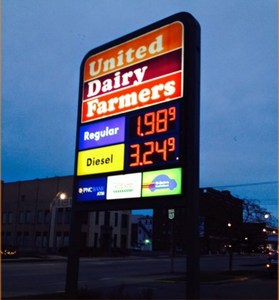 United
Dairy
Farmers
Regular 1.98⁹
Diesel 3.24⁹
PNC BANK
ATM